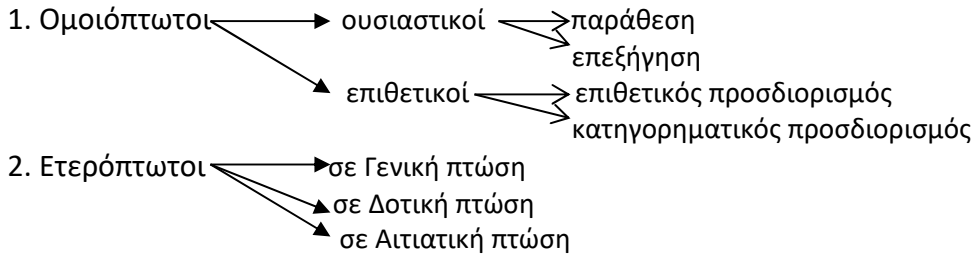 1. Ομοιόπτωτοι ουσιαστικοί παράθεση
επεξήγηση
επιθετικοί επιθετικός προσδιορισμός
κατηγορηματικός προσδιορισμός
2. Ετερόπτωτοι σε Γενική πτώση
σε Δοτική πτώση
σε Αιτιατική πτώση